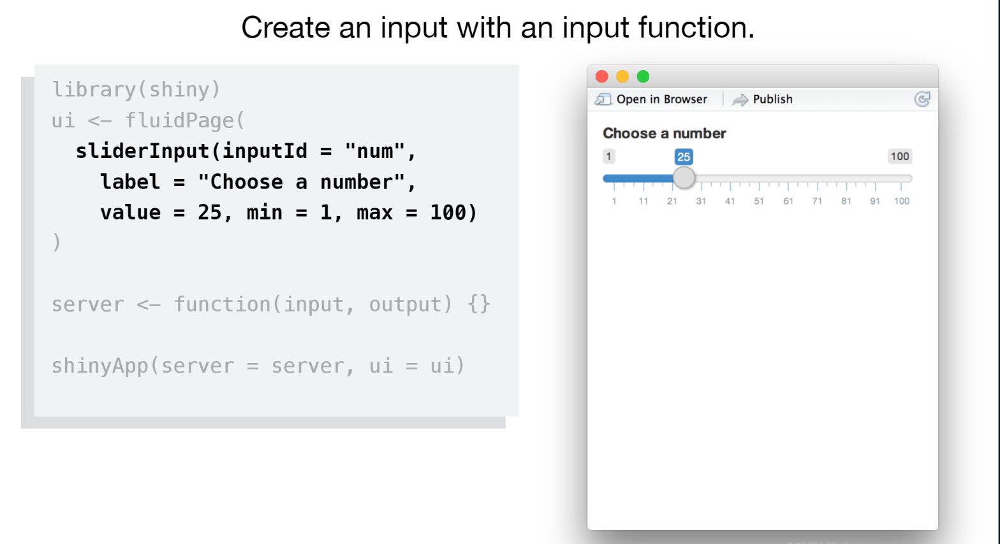 Create an input with an input function.
library(shiny)
ui <- fluidPage(
  sliderInput(inputId = "num",
    label = "Choose a number",
    value = 25, min = 1, max = 100)
)
server <- function(input, output) {}
shinyApp(server = server, ui = ui)
Open in Browser Publish
Choose a number
1 25 100
1 11 21 31 41 51 61 71 81 91 100